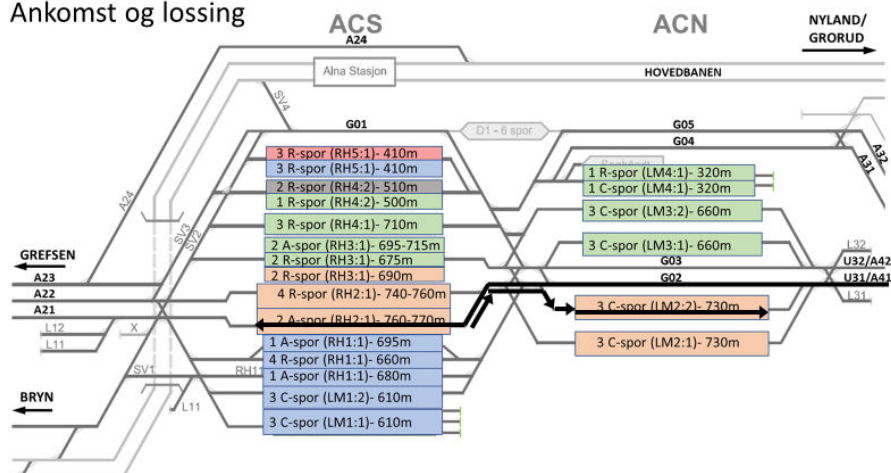 Ankomst og lossing
ACS
ACN
NYLAND/
GRORUD
A24
Alna Stasjon
HOVEDBANEN
SV4
G01
D1 - 6 spor
G05
G04
A32
A31
3 R-spor (RH5:1)- 410m
3 R-spor (RH5:1)- 410m
2 R-spor (RH4:2)- 510m
1 R-spor (RH4:2)- 500m
3 R-spor (RH4:1)- 710m
2 A-spor (RH3:1)- 695-715m
2 R-spor (RH3:1)- 675m
2 R-spor (RH3:1)- 690m
4 R-spor (RH2:1)- 740-760m
2 A-spor (RH2:1)- 760-770m
1 A-spor (RH1:1)- 695m
4 R-spor (RH1:1)- 660m
1 A-spor (RH1:1)- 680m
3 C-spor (LM1:2)- 610m
3 C-spor (LM1:1)- 610m
1 R-spor (LM4:1)- 320m
1 C-spor (LM4:1)- 320m
3 C-spor (LM3:2)- 660m
3 C-spor (LM3:1)- 660m
G03
G02
3 C-spor (LM2:2)- 730m
3 C-spor (LM2:1)- 730m
L32
U32/A42
U31/A41
L31
A24
SV3
SV2
GREFSEN
A23
A22
A21
L12
L11
X
SV1
RH11
L11
BRYN